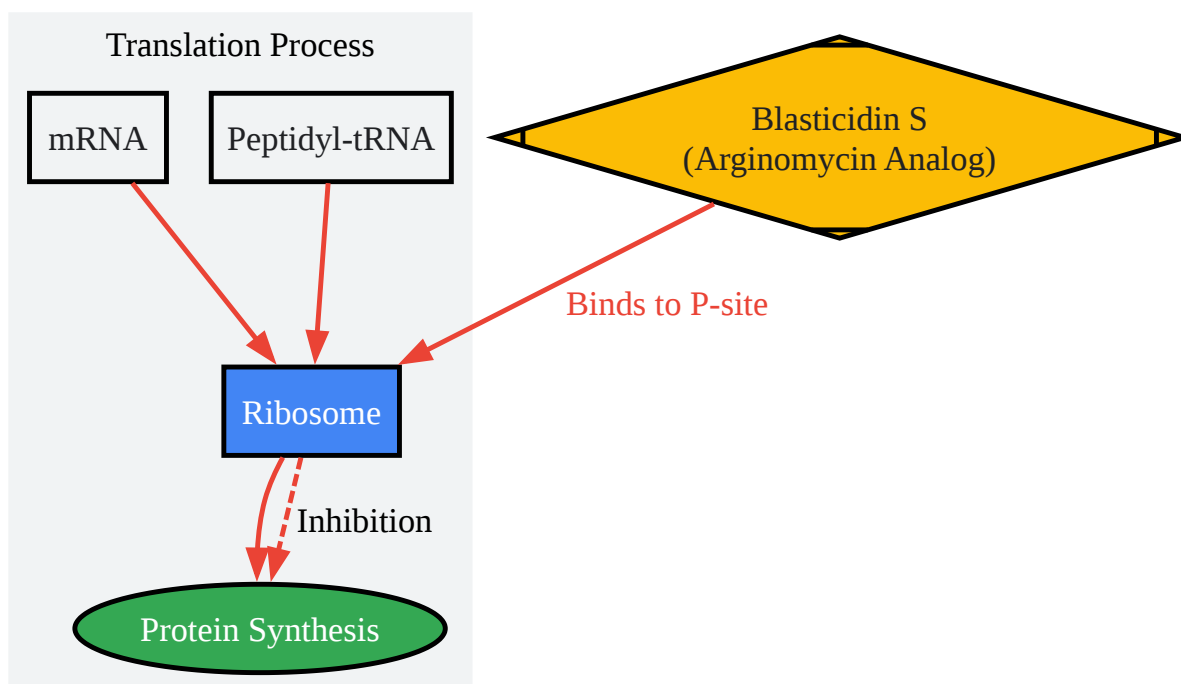 Translation Process
mRNA
Peptidyl-tRNA
Blasticidin S
(Arginomycin Analog)
Binds to P-site
Ribosome
Inhibition
Protein Synthesis